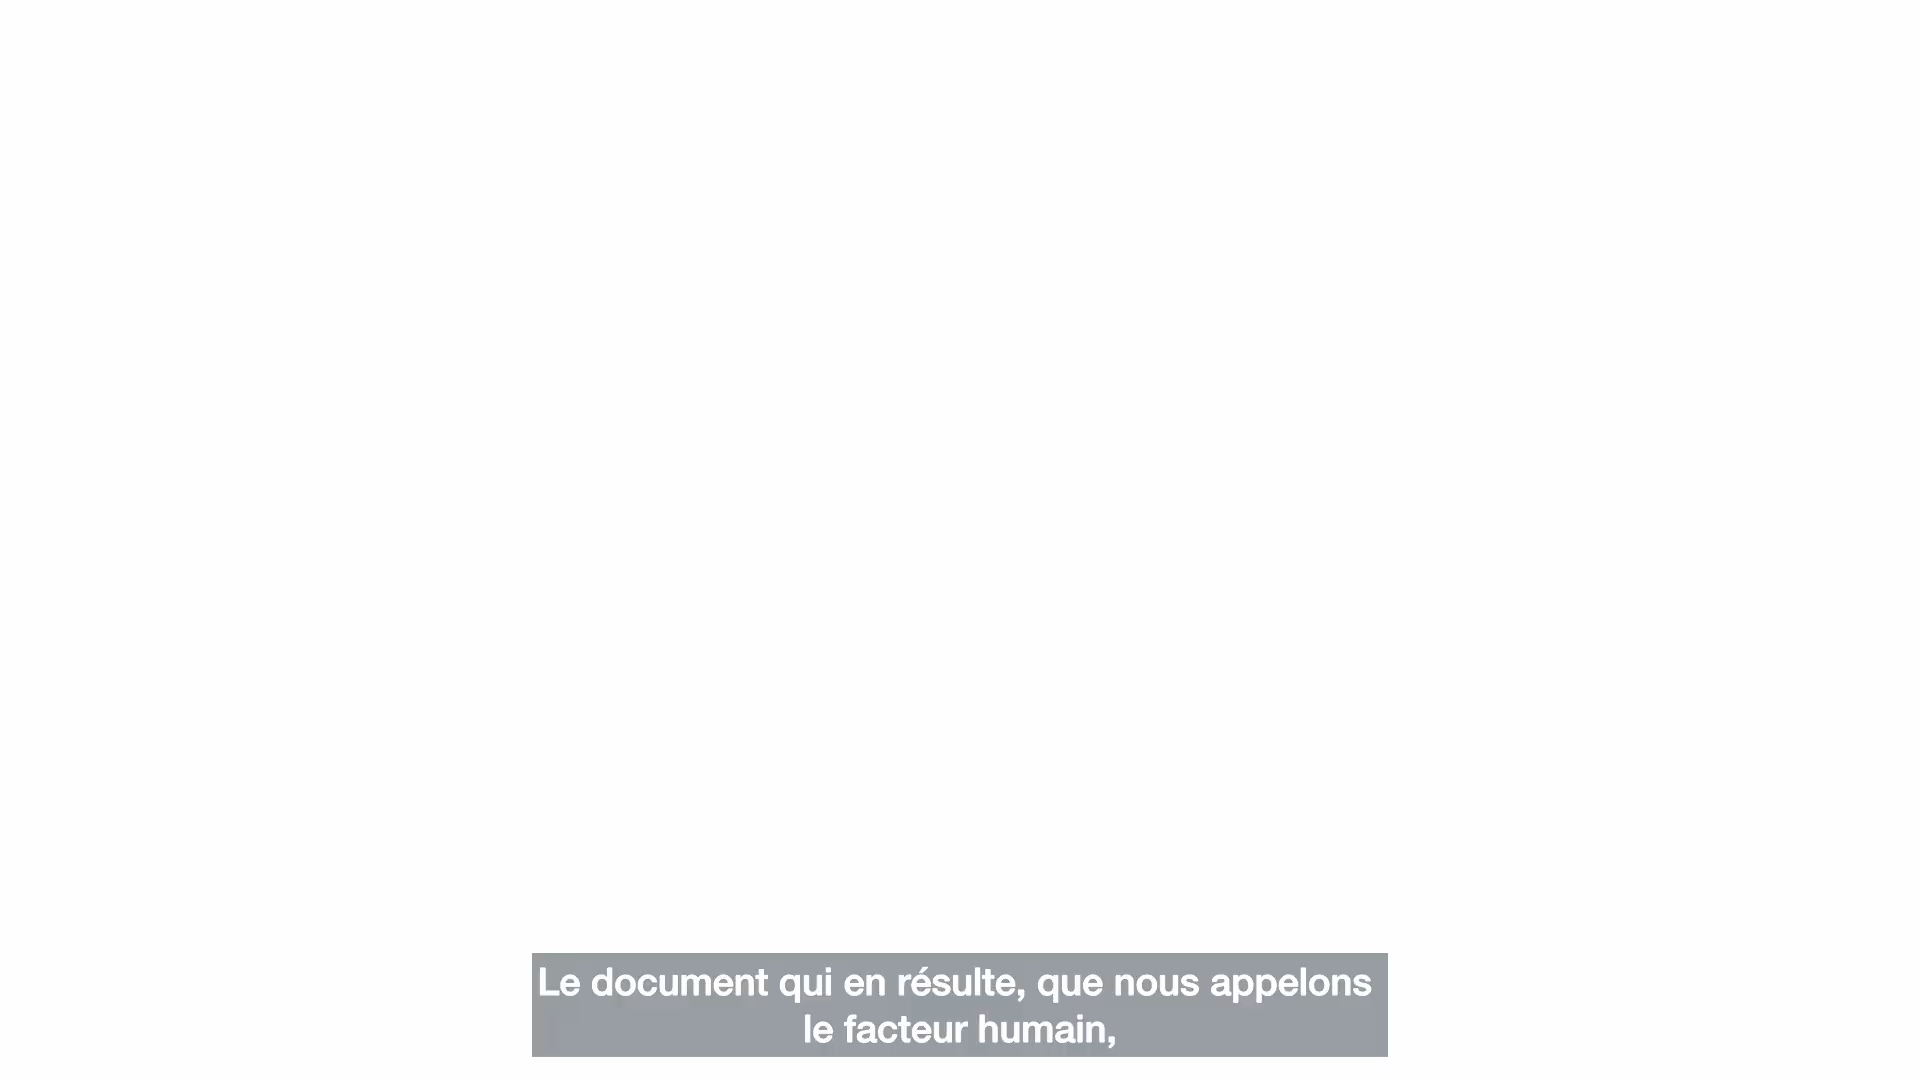 Le document qui en résulte, que nous appelons
le facteur humain,